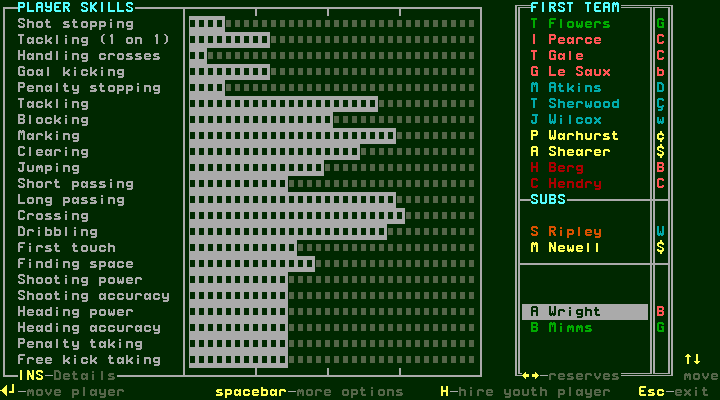 PLAYER SKILLS
Shot stopping
Tackling (1 on 1)
Handling crosses
Goal kicking
Penalty stopping
Tackling
Blocking
Marking
Clearing
Jumping
Short passing
Long passing
Crossing
Dribbling
First touch
Finding space
Shooting power
Shooting accuracy
Heading power
Heading accuracy
Penalty taking
Free kick taking
INS-Details
FIRST TEAM
T Flowers G
I Pearce C
T Gale C
G Le Saux b
M Atkins D
T Sherwood Ç
J Wilcox w
P Warhurst ¢
A Shearer $
H Berg B
C Hendry C
SUBS
S Ripley W
M Newell $
A Wright B
B Mimms G
↔-reserves
↑↓
move
↵-move player
spacebar-more options
H-hire youth player
Esc-exit